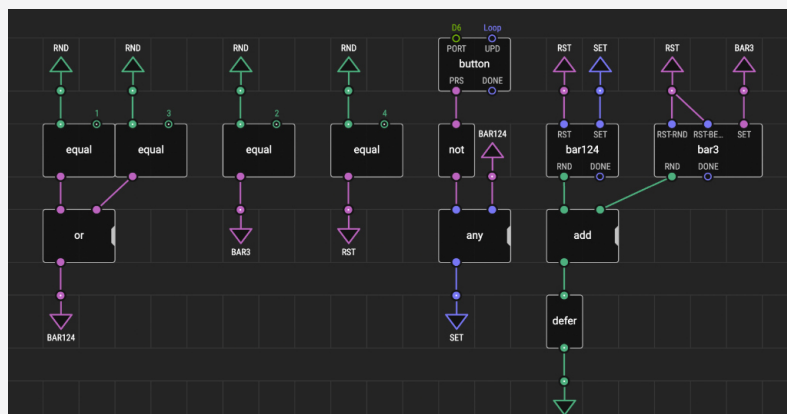 D6 Loop
RND RND RND RND PORT UPD RST SET RST BAR3
button
PRS DONE
1 3 2 4
BAR124
RST SET RST-RND RST-BE... SET
equal equal equal equal not bar124 bar3
RND DONE RND DONE
or any add
BAR3 RST
defer
BAR124 SET